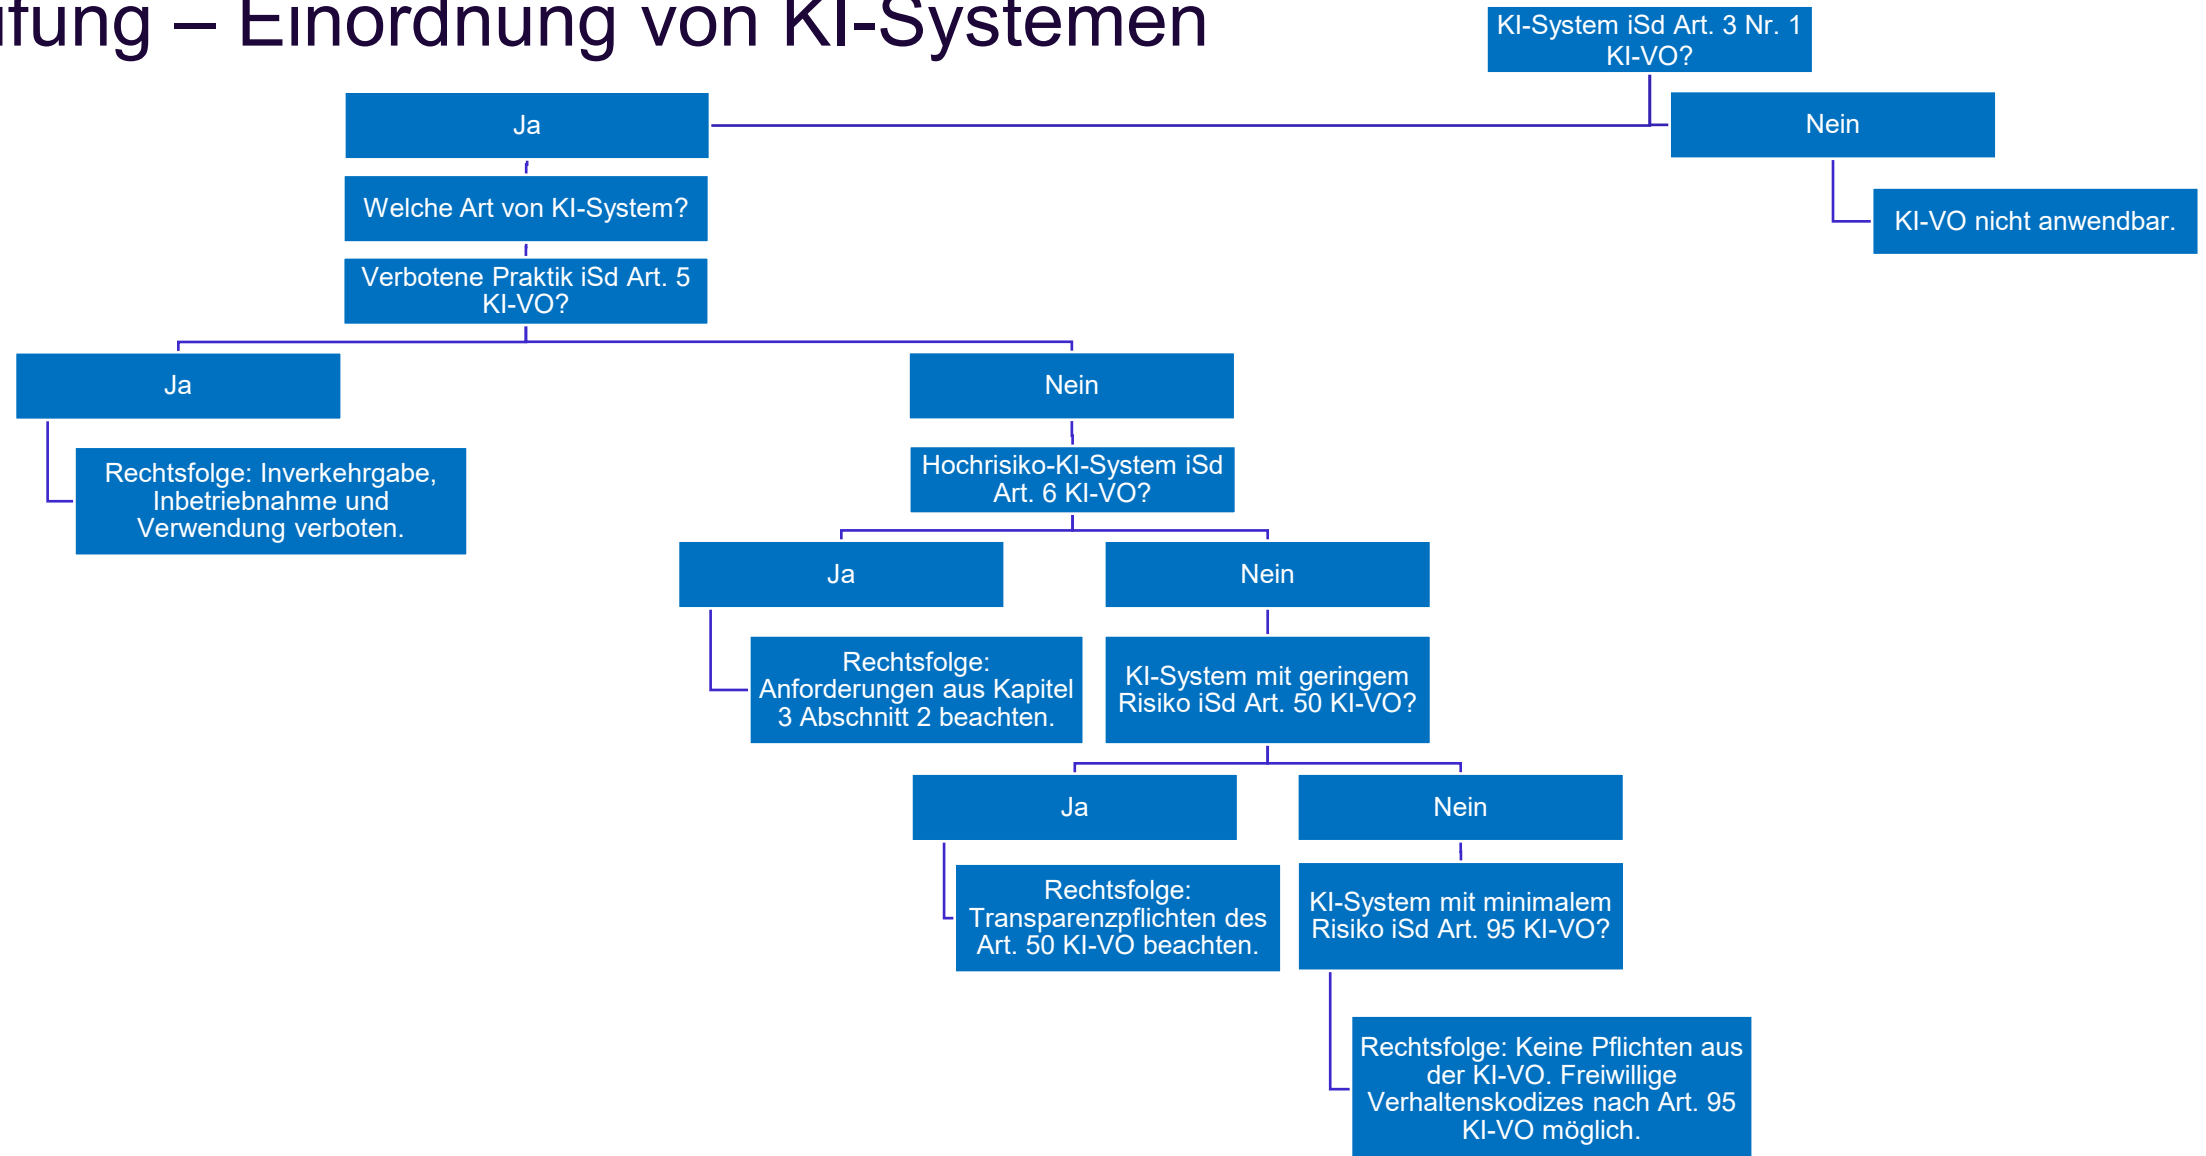 üfung – Einordnung von KI-Systemen
KI-System iSd Art. 3 Nr. 1
KI-VO?
Ja
Nein
Welche Art von KI-System?
KI-VO nicht anwendbar.
Verbotene Praktik iSd Art. 5
KI-VO?
Ja
Nein
Rechtsfolge: Inverkehrgabe,
Inbetriebnahme und
Verwendung verboten.
Hochrisiko-KI-System iSd
Art. 6 KI-VO?
Ja
Nein
Rechtsfolge:
Anforderungen aus Kapitel
3 Abschnitt 2 beachten.
KI-System mit geringem
Risiko iSd Art. 50 KI-VO?
Ja
Nein
Rechtsfolge:
Transparenzpflichten des
Art. 50 KI-VO beachten.
KI-System mit minimalem
Risiko iSd Art. 95 KI-VO?
Rechtsfolge: Keine Pflichten aus
der KI-VO. Freiwillige
Verhaltenskodizes nach Art. 95
KI-VO möglich.